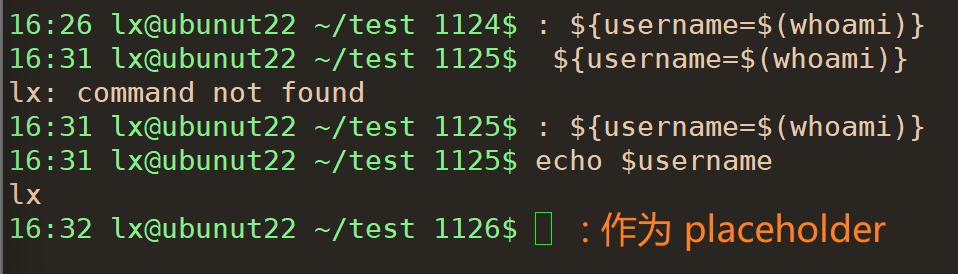 16:26 lx@ubunut22 ~/test 1124$ : ${username=$(whoami)}
16:31 lx@ubunut22 ~/test 1125$  ${username=$(whoami)}
lx: command not found
16:31 lx@ubunut22 ~/test 1125$ : ${username=$(whoami)}
16:31 lx@ubunut22 ~/test 1125$ echo $username
lx
16:32 lx@ubunut22 ~/test 1126$ : 作为 placeholder